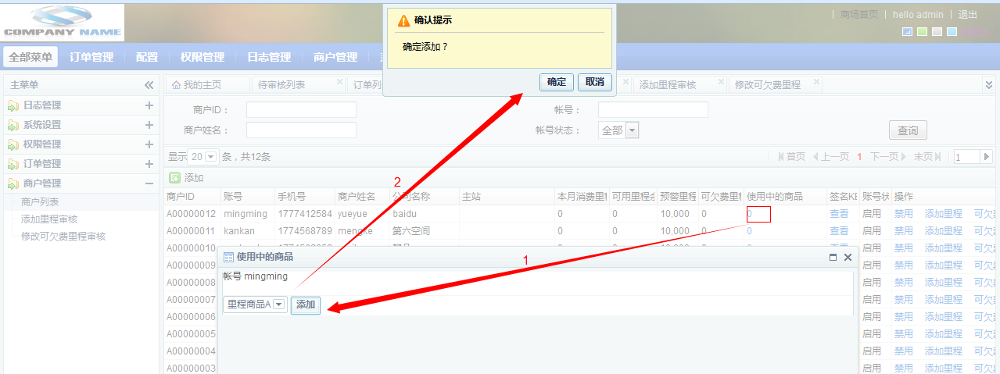 COMPANY NAME
商场首页 | hello admin | 退出
确认提示
确定添加？
确定 取消
全部菜单 订单管理 配置 权限管理 日志管理 商户管理
主菜单
日志管理
系统设置
权限管理
订单管理
商户管理
商户列表
添加里程审核
修改可欠费里程审核
我的主页 待审核列表 添加里程审核 修改可欠费里程
商户ID： 帐号：
商户姓名： 帐号状态： 全部 查询
显示 20 条，共12条 首页 上一页 1 下一页 末页 1
添加
商户ID 账号 手机号 商户姓名 公司名称 主站 本月消费里程 可用里程余 预警里程 可欠费里程 使用中的商品 签名KE 账号状 操作
A00000012 mingming 1777412584 yueyue baidu 0 0 10,000 0 0 查看 启用 禁用 添加里程 可欠费
A00000011 kankan 1774568789 mengke 第六空间 0 0 10,000 0 0 查看 启用 禁用 添加里程 可欠费
A00000010 启用 禁用 添加里程 可欠费
A00000009 启用 禁用 添加里程 可欠费
A00000008 启用 禁用 添加里程 可欠费
A00000007 启用 禁用 添加里程 可欠费
A00000006 启用 禁用 添加里程 可欠费
A00000005 启用 禁用 添加里程 可欠费
A00000004 启用 禁用 添加里程 可欠费
A00000003 启用 禁用 添加里程 可欠费
2
1
使用中的商品
帐号 mingming
里程商品A 添加